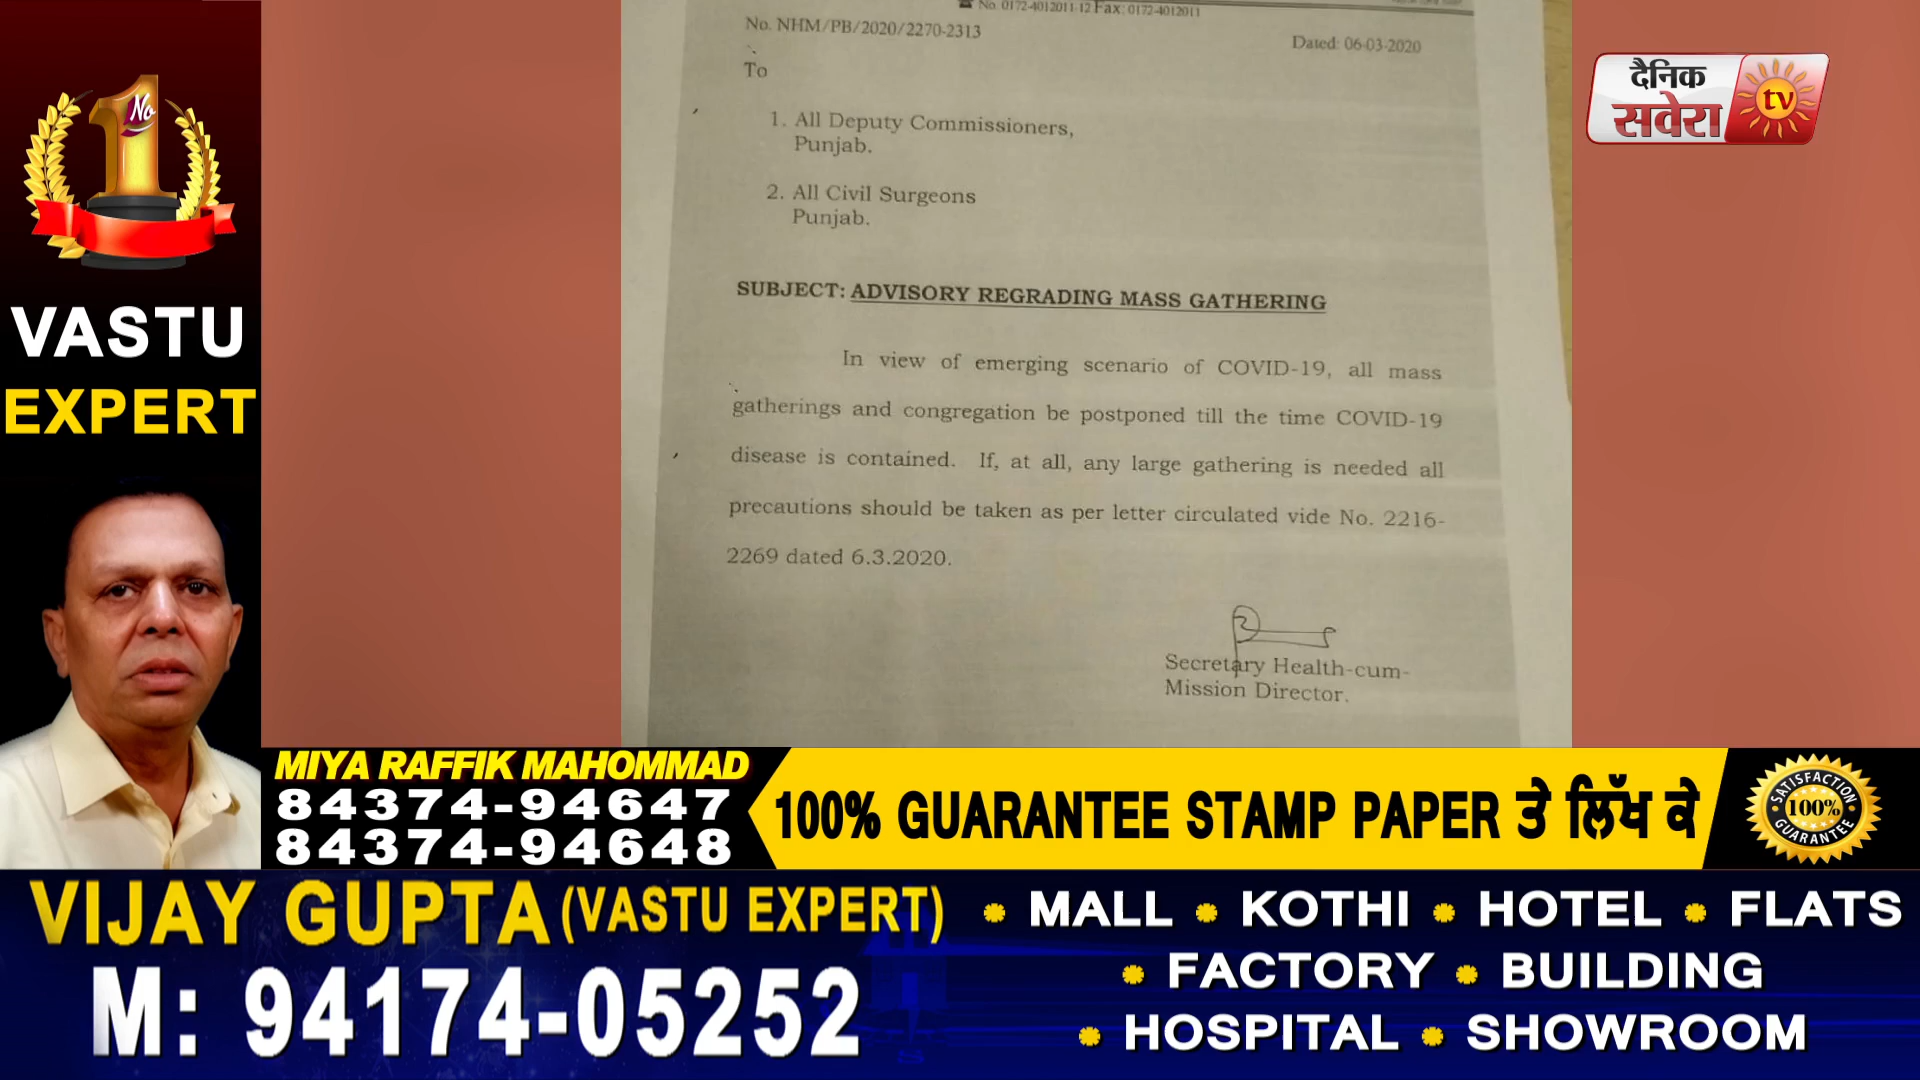 No. 0172-4012011-12 Fax: 0172-4012011
No. NHM/PB/2020/2270-2313
Dated: 06-03-2020
To
1. All Deputy Commissioners,
Punjab.
2. All Civil Surgeons
Punjab.
SUBJECT: ADVISORY REGRADING MASS GATHERING
In view of emerging scenario of COVID-19, all mass
gatherings and congregation be postponed till the time COVID-19
disease is contained. If, at all, any large gathering is needed all
precautions should be taken as per letter circulated vide No. 2216-
2269 dated 6.3.2020.
Secretary Health-cum-
Mission Director.
दैनिक
सवेरा
tv
No
1
VASTU
EXPERT
MIYA RAFFIK MAHOMMAD
84374-94647
84374-94648
100% GUARANTEE STAMP PAPER ਤੇ ਲਿੱਖ ਕੇ
SATISFACTION
100%
GUARANTEE
VIJAY GUPTA (VASTU EXPERT)
M: 94174-05252
• MALL • KOTHI • HOTEL • FLATS
• FACTORY • BUILDING
• HOSPITAL • SHOWROOM